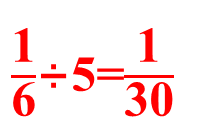 1/6 ÷ 5 = 1/30